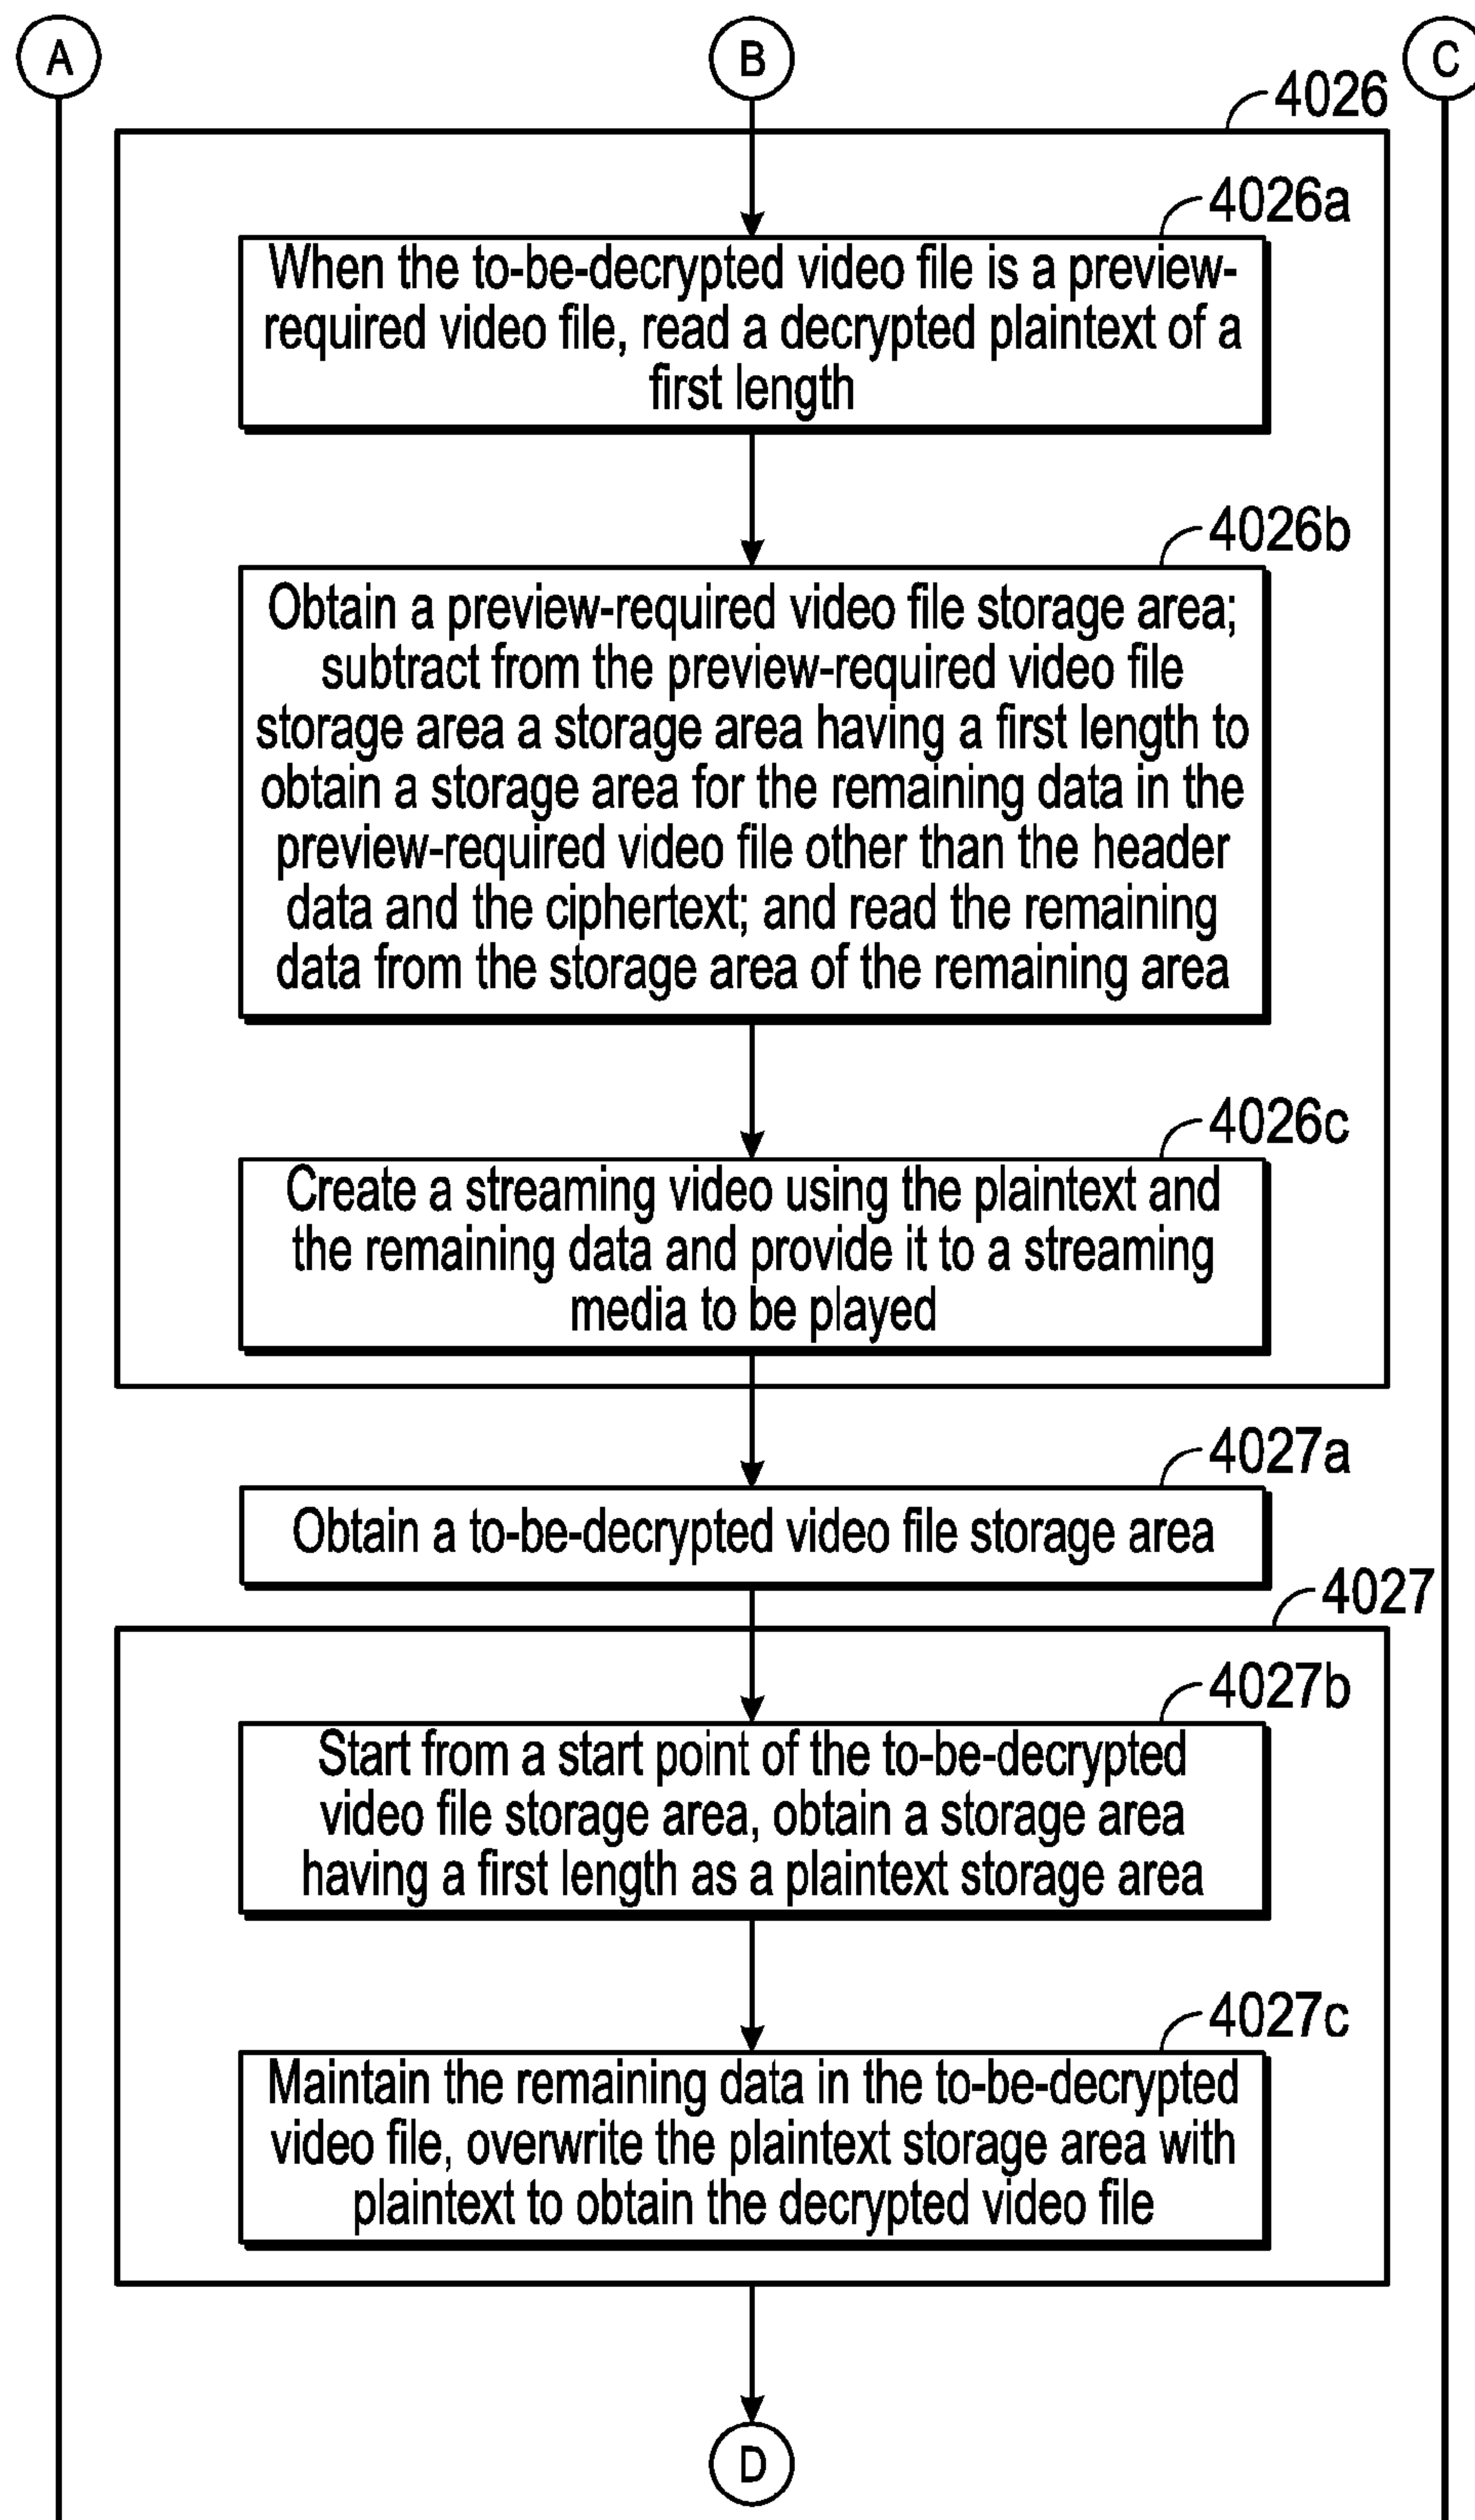 A
B
C
4026
4026a
When the to-be-decrypted video file is a preview-
required video file, read a decrypted plaintext of a
first length
4026b
Obtain a preview-required video file storage area;
subtract from the preview-required video file
storage area a storage area having a first length to
obtain a storage area for the remaining data in the
preview-required video file other than the header
data and the ciphertext; and read the remaining
data from the storage area of the remaining area
4026c
Create a streaming video using the plaintext and
the remaining data and provide it to a streaming
media to be played
4027a
Obtain a to-be-decrypted video file storage area
4027
4027b
Start from a start point of the to-be-decrypted
video file storage area, obtain a storage area
having a first length as a plaintext storage area
4027c
Maintain the remaining data in the to-be-decrypted
video file, overwrite the plaintext storage area with
plaintext to obtain the decrypted video file
D